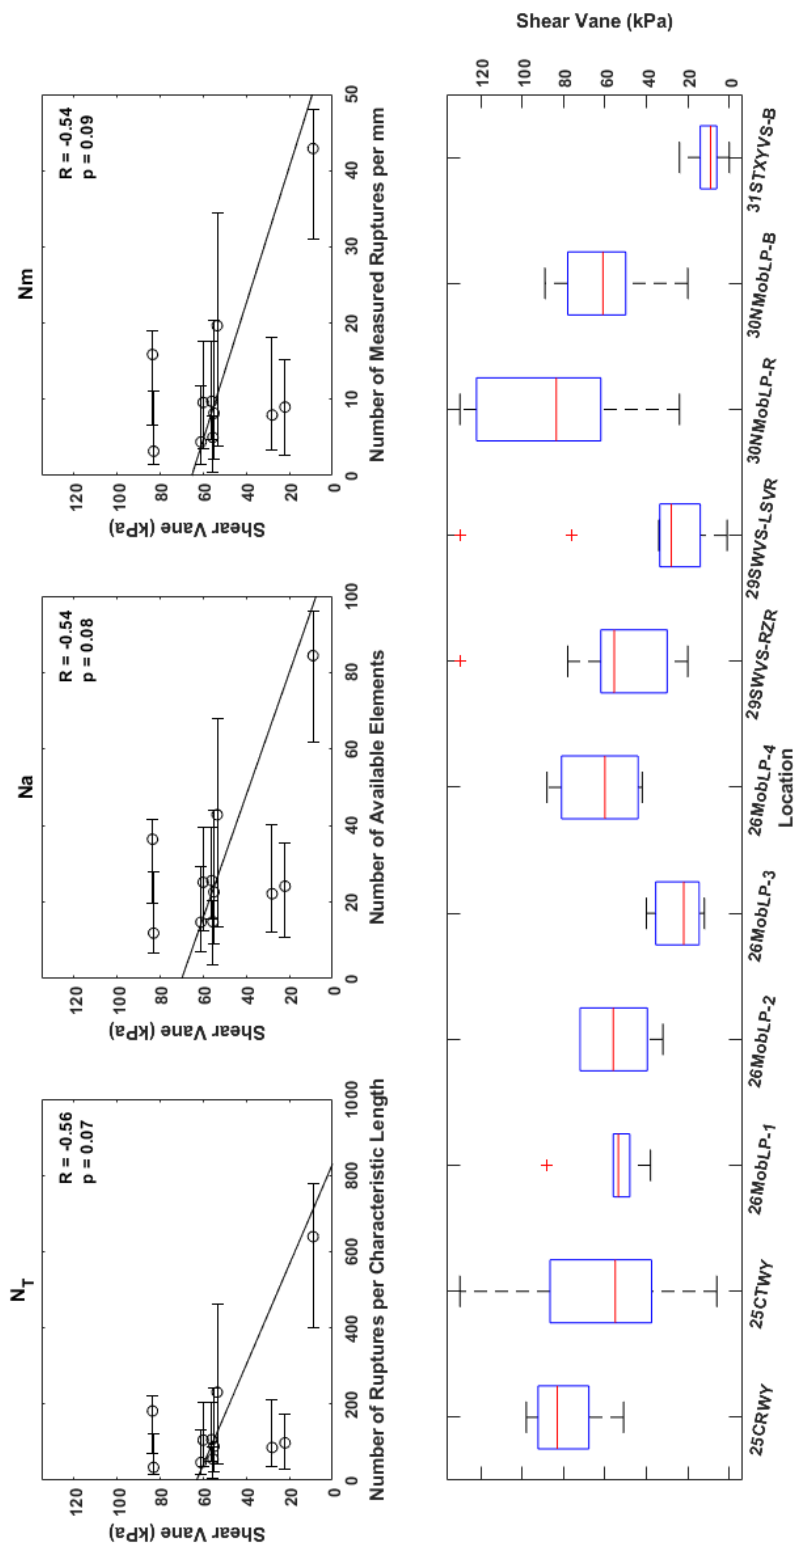 N_T
R = -0.56
p = 0.07
120
100
80
60
40
20
0
200
400
600
800
1000
Shear Vane (kPa)
Number of Ruptures per Characteristic Length
Na
R = -0.54
p = 0.08
120
100
80
60
40
20
0
20
40
60
80
100
Shear Vane (kPa)
Number of Available Elements
Nm
R = -0.54
p = 0.09
120
100
80
60
40
20
0
0
10
20
30
40
50
Shear Vane (kPa)
Number of Measured Ruptures per mm
Shear Vane (kPa)
120
100
80
60
40
20
0
25CRWY
25CTWY
26MobLP-1
26MobLP-2
26MobLP-3
26MobLP-4
29SWVS-RZR
29SWVS-LSVR
30NMobLP-R
30NMobLP-B
31STXYVS-B
Location